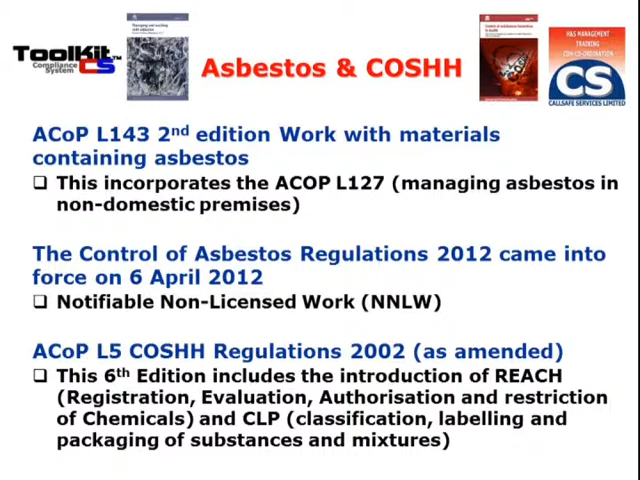 ToolKit™
Compliance
System CS
Asbestos & COSHH
H&S MANAGEMENT
TRAINING
CDM CO-ORDINATION
CS
CALLSAFE SERVICES LIMITED
ACoP L143 2nd edition Work with materials
containing asbestos
❑ This incorporates the ACOP L127 (managing asbestos in
non-domestic premises)
The Control of Asbestos Regulations 2012 came into
force on 6 April 2012
❑ Notifiable Non-Licensed Work (NNLW)
ACoP L5 COSHH Regulations 2002 (as amended)
❑ This 6th Edition includes the introduction of REACH
(Registration, Evaluation, Authorisation and restriction
of Chemicals) and CLP (classification, labelling and
packaging of substances and mixtures)